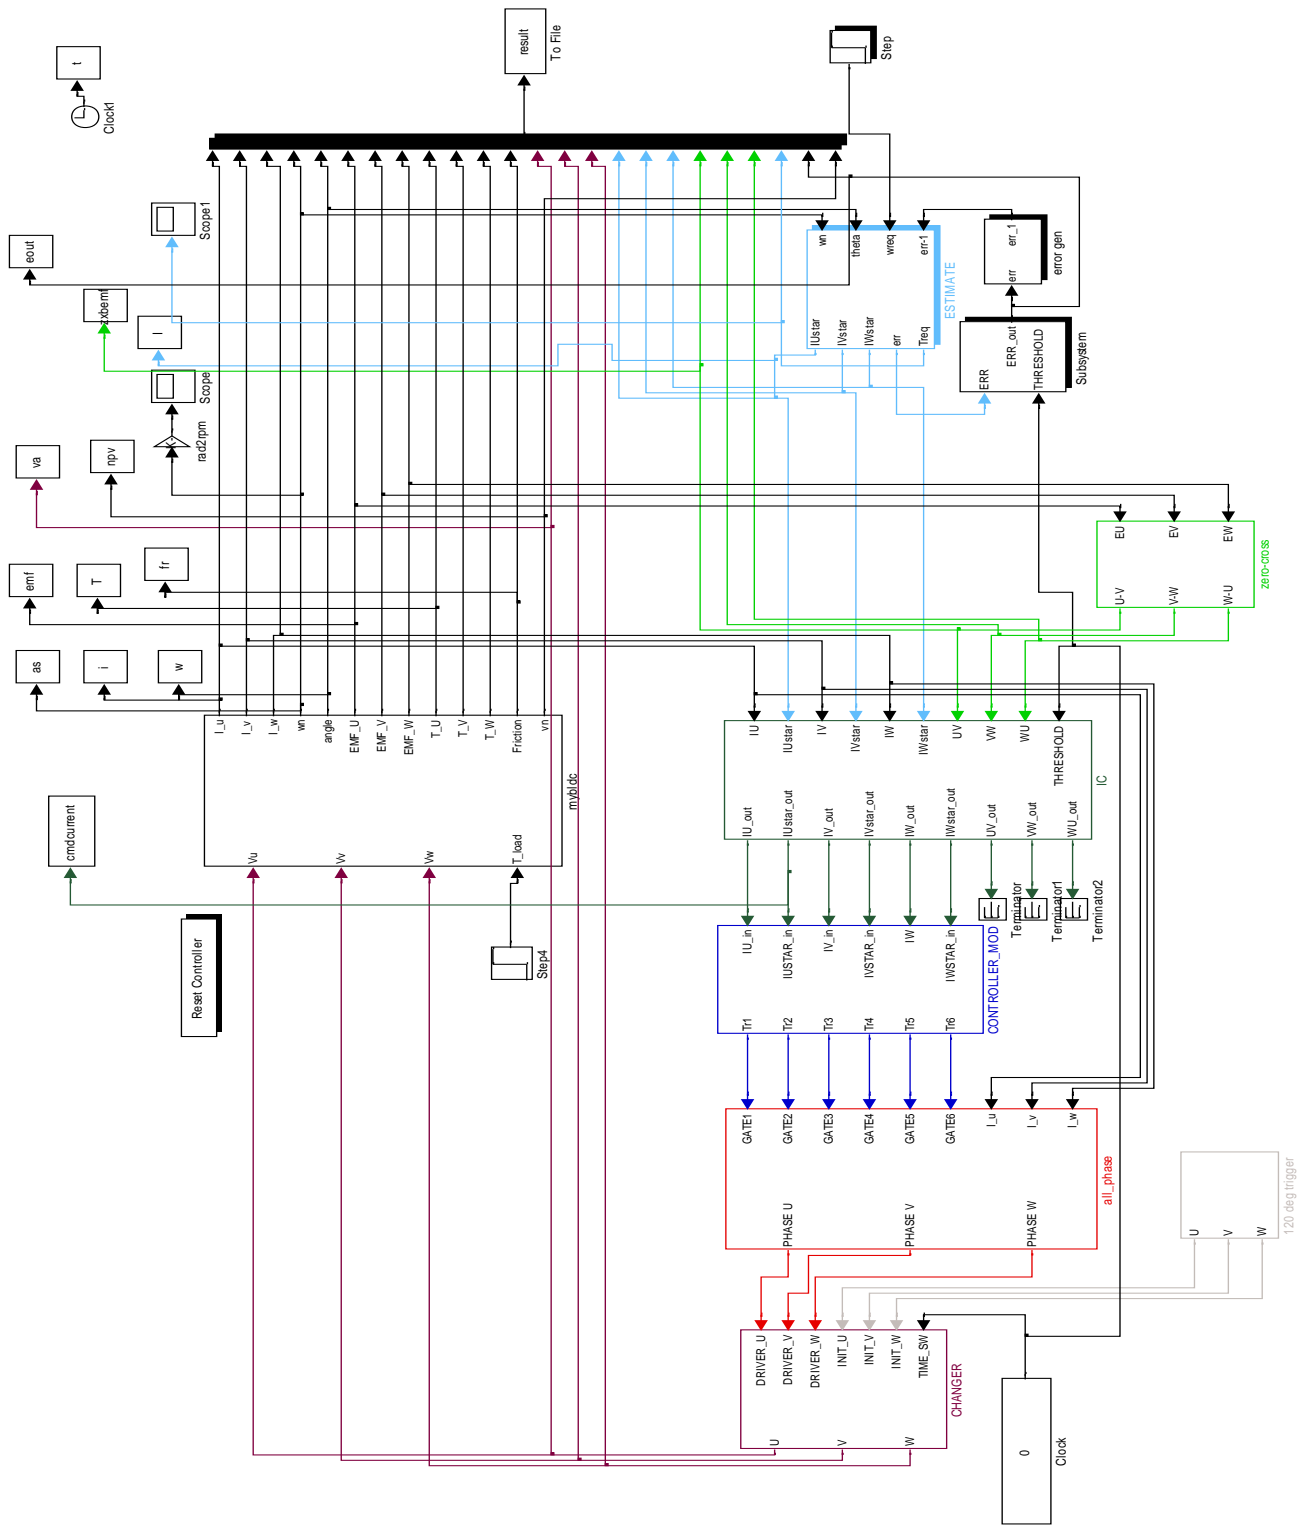 t
Clock1
result
To File
Step
Scope1
eout
zxbemf
I
Scope
rad2rpm
npv
va
wn
theta
wreq
err-1
IUstar
IVstar
IWstar
err
Treq
ESTIMATE
err_1
err
error gen
ERR_out
ERR
THRESHOLD
Subsystem
emf
T
fr
as
i
w
EU
EV
EW
U-V
V-W
W-U
zero-cross
I_u
I_v
I_w
wn
angle
EMF_U
EMF_V
EMF_W
T_U
T_V
T_W
Friction
vn
Vu
Vv
Vw
T_load
mybldc
cmdcurrent
Reset Controller
Step4
IU
IUstar
IV
IVstar
IW
IWstar
UV
VW
WU
THRESHOLD
IU_out
IUstar_out
IV_out
IVstar_out
IW_out
IWstar_out
UV_out
VW_out
WU_out
IC
Terminator
Terminator1
Terminator2
IU_in
IUSTAR_in
IV_in
IVSTAR_in
IW
IWSTAR_in
Tr1
Tr2
Tr3
Tr4
Tr5
Tr6
CONTROLLER_MOD
GATE1
GATE2
GATE3
GATE4
GATE5
GATE6
I_u
I_v
I_w
PHASE U
PHASE V
PHASE W
all_phase
U
V
W
120 deg trigger
DRIVER_U
DRIVER_V
DRIVER_W
INIT_U
INIT_V
INIT_W
TIME_SW
U
V
W
CHANGER
0
Clock